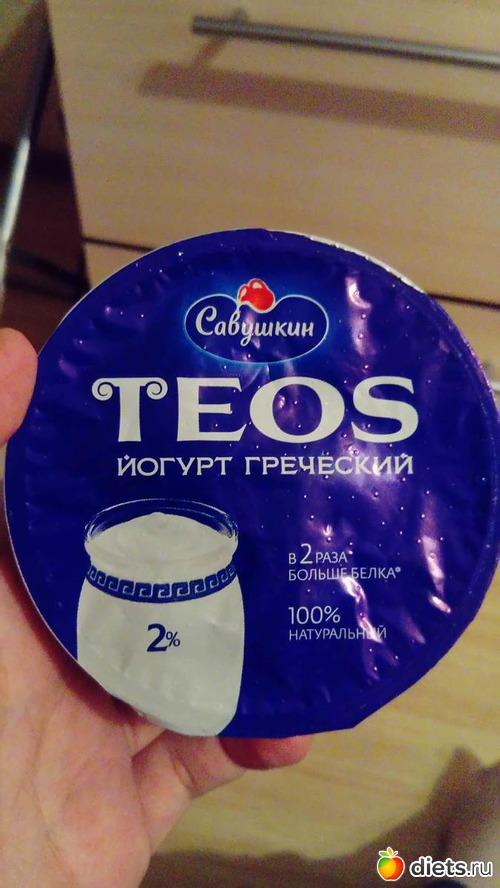 Савушкин
TEOS
ЙОГУРТ ГРЕЧЕСКИЙ
В 2 РАЗА
БОЛЬШЕ БЕЛКА*
100%
НАТУРАЛЬНЫЙ
2%
diets.ru